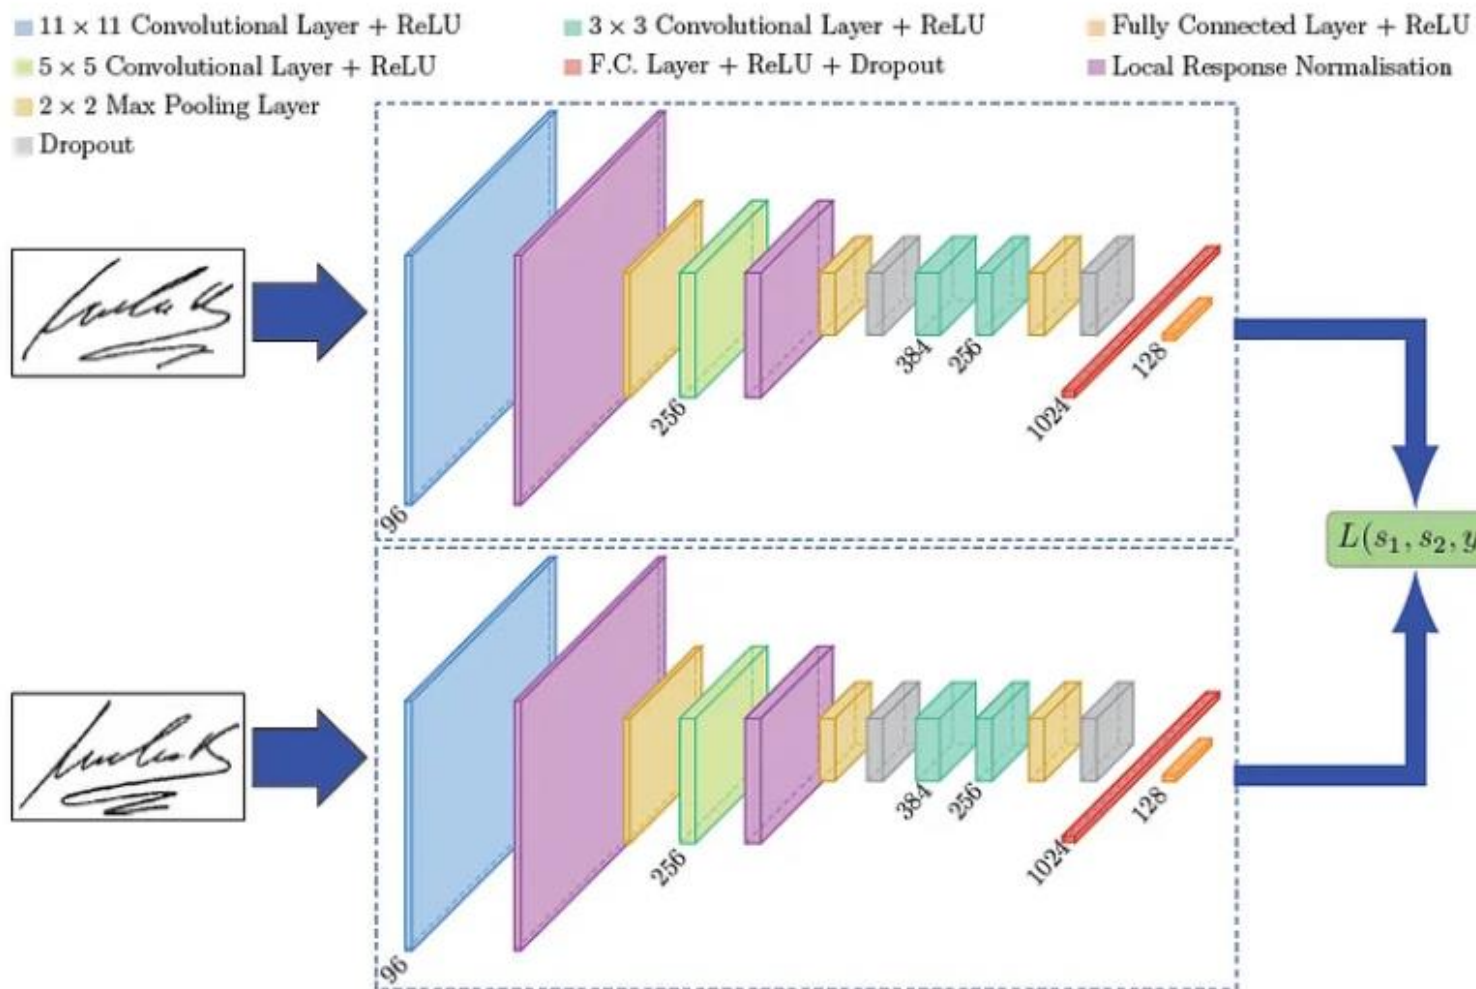 11 × 11 Convolutional Layer + ReLU
3 × 3 Convolutional Layer + ReLU
Fully Connected Layer + ReLU
5 × 5 Convolutional Layer + ReLU
F.C. Layer + ReLU + Dropout
Local Response Normalisation
2 × 2 Max Pooling Layer
Dropout
96
256
384
256
1024
128
L(s₁, s₂, y
96
256
384
256
1024
128